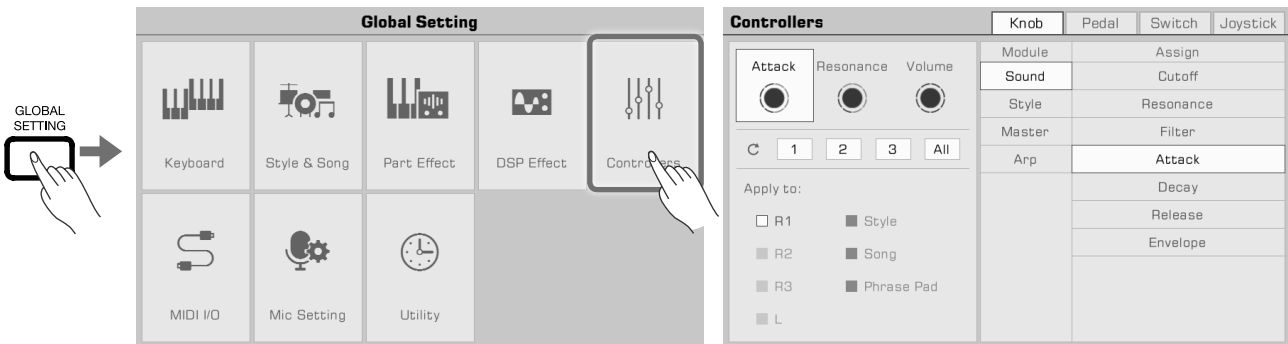 GLOBAL
SETTING
Global Setting
Keyboard
Style & Song
Part Effect
DSP Effect
Controllers
MIDI I/O
Mic Setting
Utility
Controllers
Knob
Pedal
Switch
Joystick
Attack
Resonance
Volume
1
2
3
All
Apply to:
R1
Style
R2
Song
R3
Phrase Pad
L
Module
Assign
Sound
Cutoff
Style
Resonance
Master
Filter
Arp
Attack
Decay
Release
Envelope